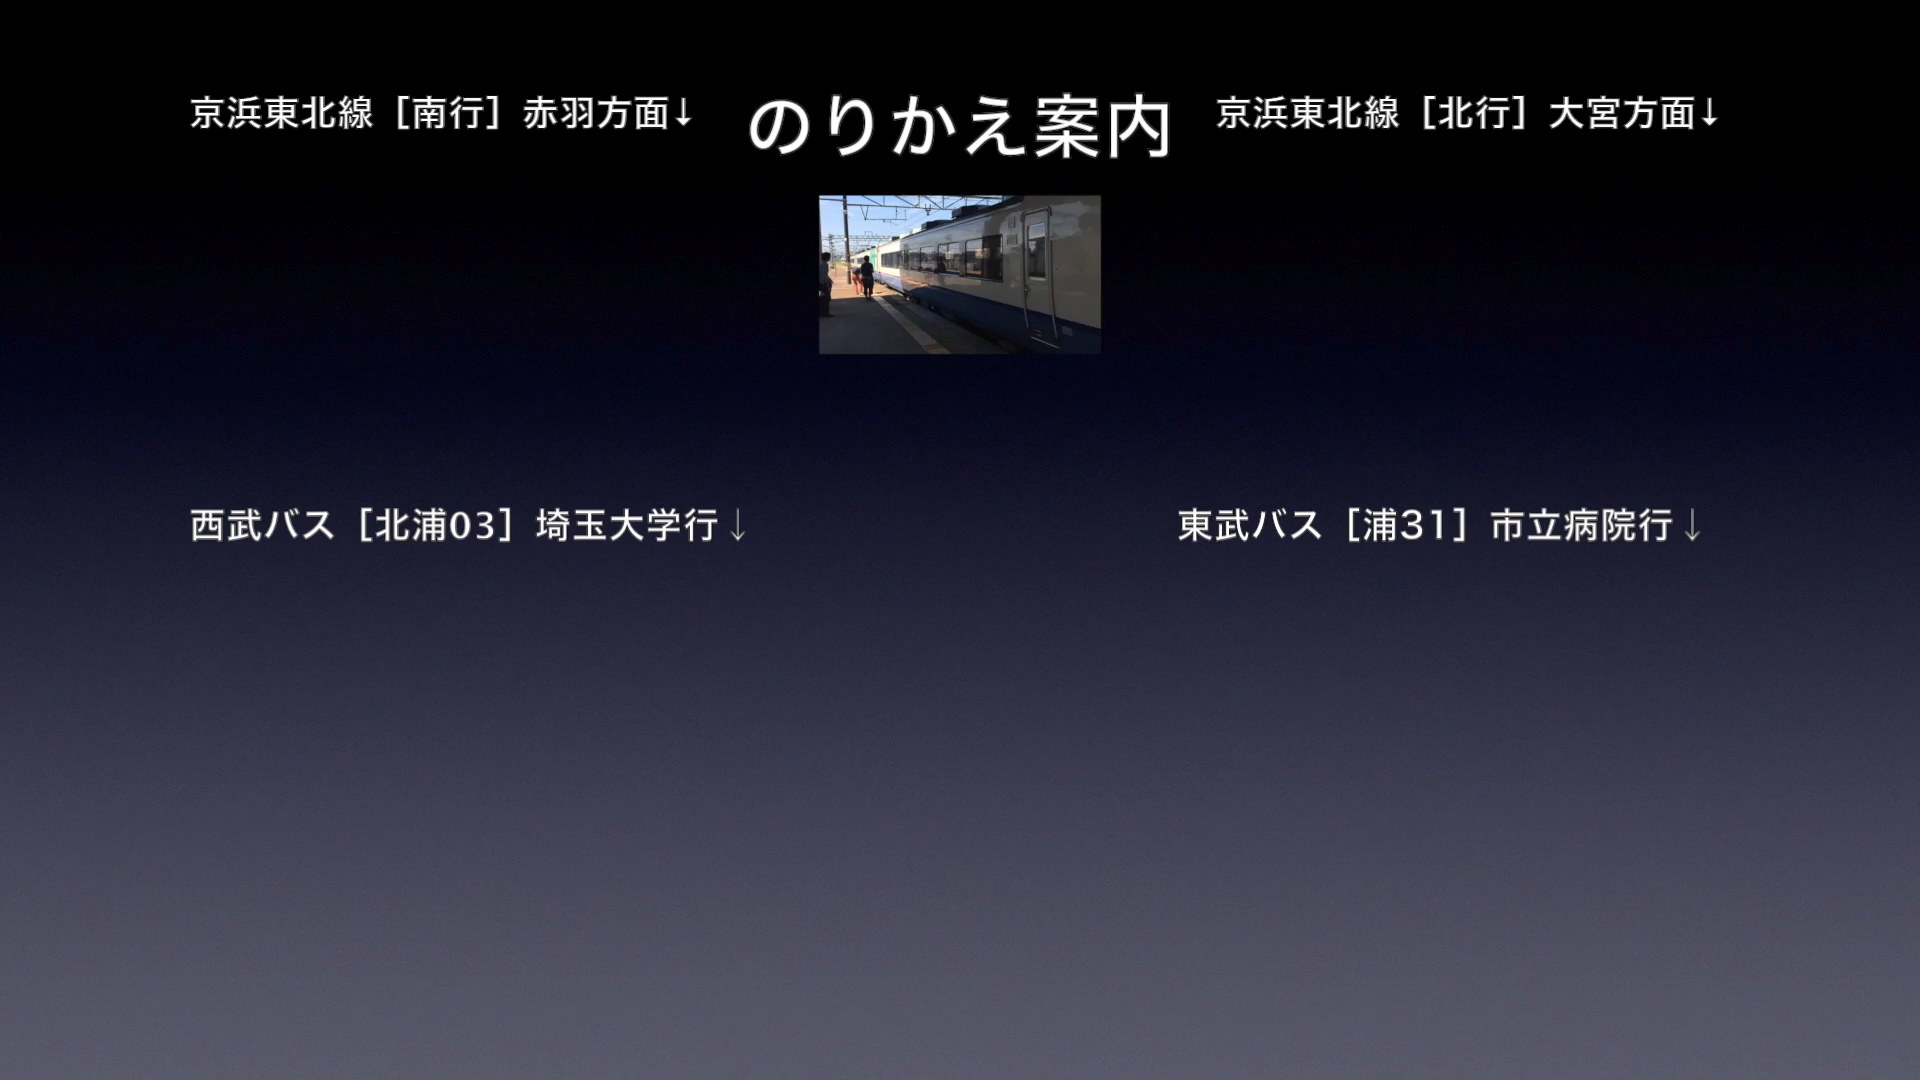 京浜東北線［南行］赤羽方面↓
のりかえ案内
京浜東北線［北行］大宮方面↓
西武バス［北浦03］埼玉大学行↓
東武バス［浦31］市立病院行↓